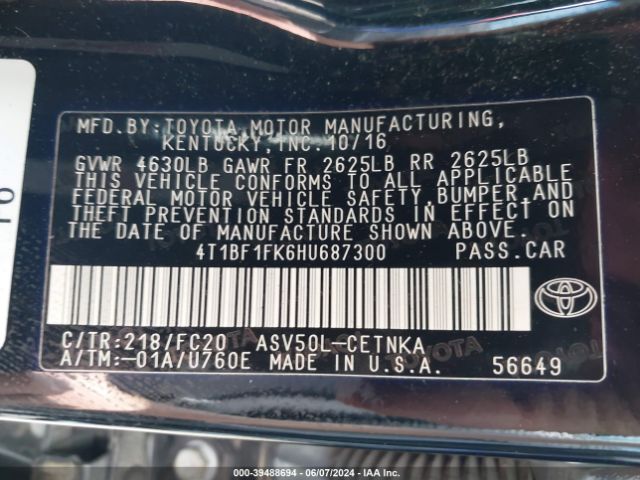 MFD.BY:TOYOTA MOTOR MANUFACTURING,
KENTUCKY,INC.10/16
GVWR 4630LB GAWR FR 2625LB RR 2625LB
THIS VEHICLE CONFORMS TO ALL APPLICABLE
FEDERAL MOTOR VEHICLE SAFETY,BUMPER,AND
THEFT PREVENTION STANDARDS IN EFFECT ON
THE DATE OF MANUFACTURE SHOWN ABOVE.
4T1BF1FK6HU687300 PASS.CAR
C/TR:218/FC20 ASV50L-CETNKA
A/TM:-01A/U760E MADE IN U.S.A. 56649
000-39488694 - 06/07/2024 - IAA Inc.